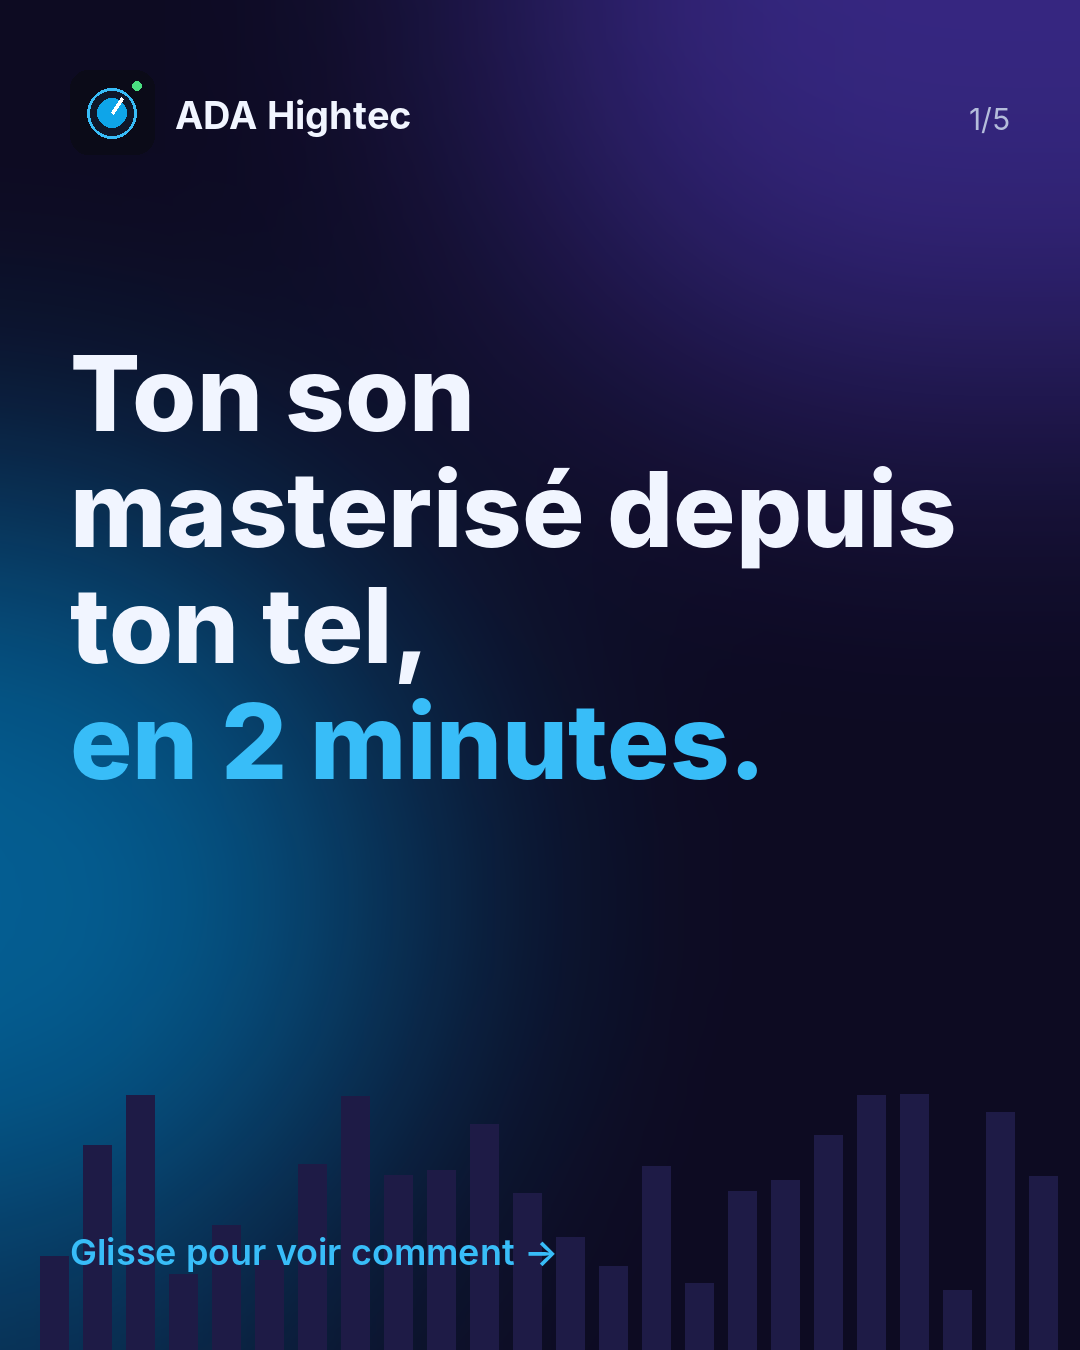 ADA Hightec
1/5
Ton son
masterisé depuis
ton tel,
en 2 minutes.
Glisse pour voir comment →